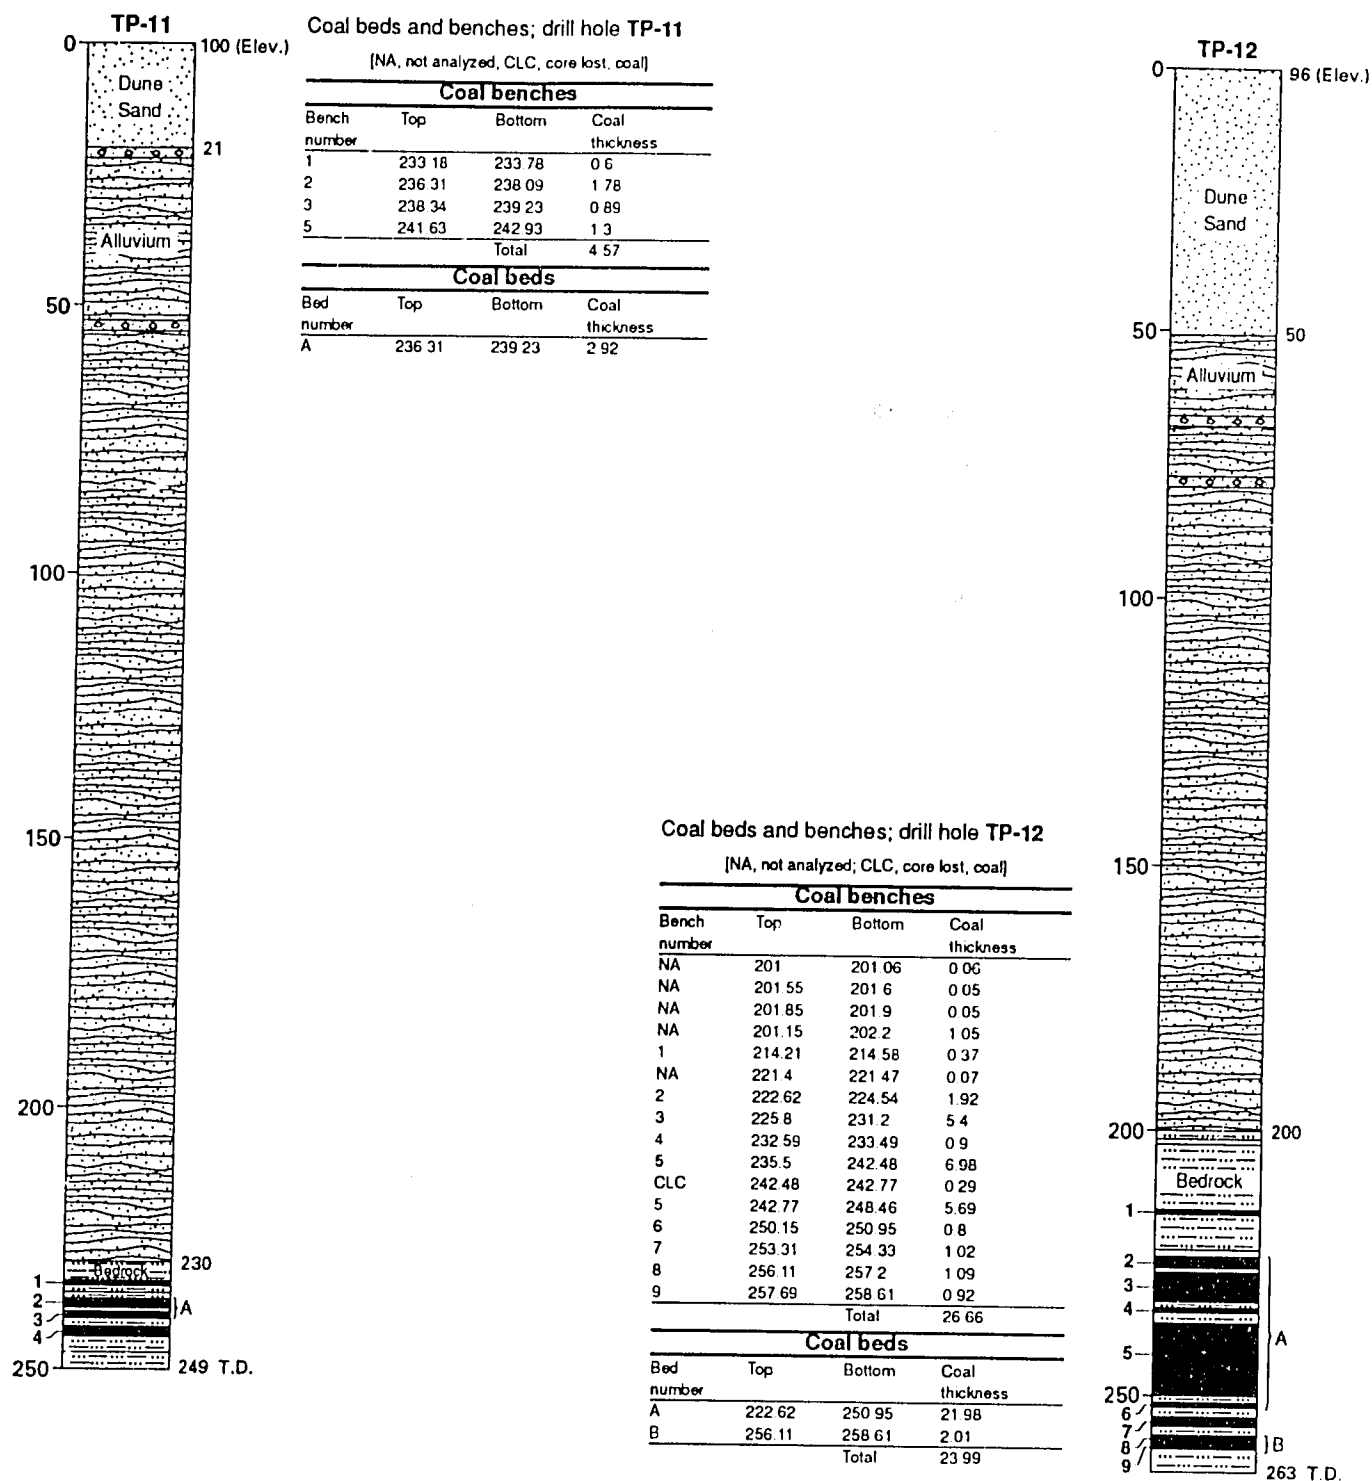 TP-11
0
100 (Elev.)
Dune
Sand
21
Alluvium
50
100
150
200
230
Bedrock
1
2
A
3
4
250
249 T.D.
Coal beds and benches; drill hole TP-11
[NA, not analyzed, CLC, core lost, coal]
Coal benches
Bench number Top Bottom Coal thickness
1 233 18 233 78 0 6
2 236 31 238 09 1 78
3 238 34 239 23 0 89
5 241 63 242 93 1 3
Total 4 57
Coal beds
Bed number Top Bottom Coal thickness
A 236 31 239 23 2 92
Coal beds and benches; drill hole TP-12
[NA, not analyzed; CLC, core lost, coal]
Coal benches
Bench number Top Bottom Coal thickness
NA 201 201 06 0 06
NA 201 55 201 6 0 05
NA 201.85 201.9 0 05
NA 201.15 202.2 1 05
1 214.21 214.58 0 37
NA 221.4 221.47 0 07
2 222.62 224.54 1.92
3 225.8 231.2 5 4
4 232.59 233.49 0 9
5 235.5 242.48 6.98
CLC 242.48 242.77 0 29
5 242.77 248.46 5.69
6 250.15 250.95 0 8
7 253.31 254.33 1 02
8 256.11 257 2 1 09
9 257.69 258.61 0 92
Total 26 66
Coal beds
Bed number Top Bottom Coal thickness
A 222 62 250 95 21.98
B 256.11 258 61 2 01
Total 23 99
TP-12
0
96 (Elev.)
Dune
Sand
50
50
Alluvium
100
150
200
200
Bedrock
1
2
3
4
A
5
250
6
7
8
B
9
263 T.D.